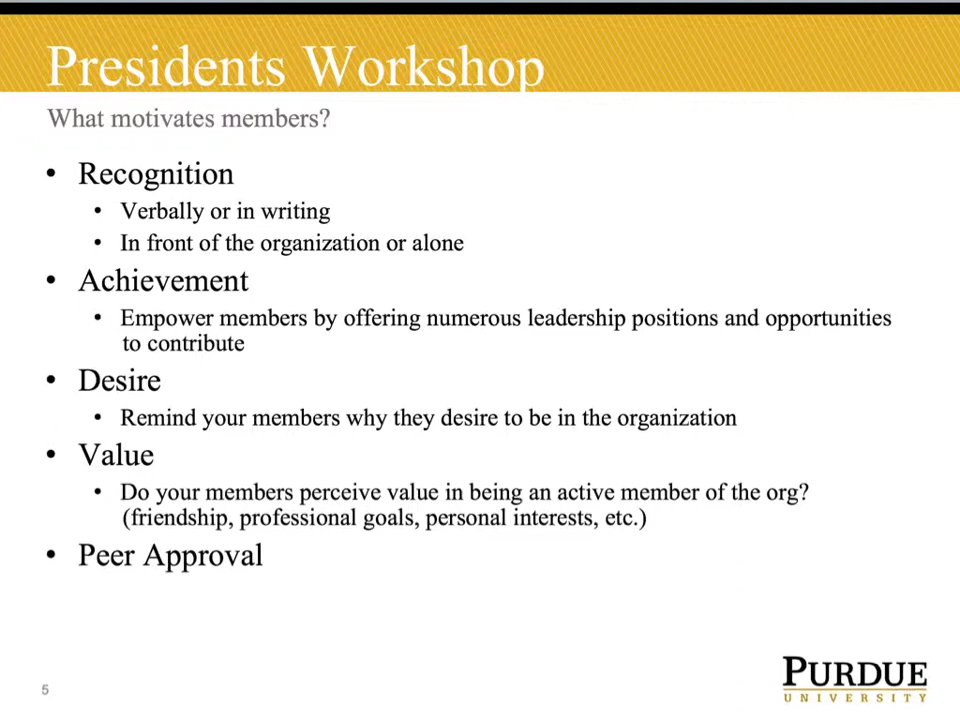 Presidents Workshop
What motivates members?
• Recognition
• Verbally or in writing
• In front of the organization or alone
• Achievement
• Empower members by offering numerous leadership positions and opportunities
to contribute
• Desire
• Remind your members why they desire to be in the organization
• Value
• Do your members perceive value in being an active member of the org?
(friendship, professional goals, personal interests, etc.)
• Peer Approval
5
PURDUE
UNIVERSITY